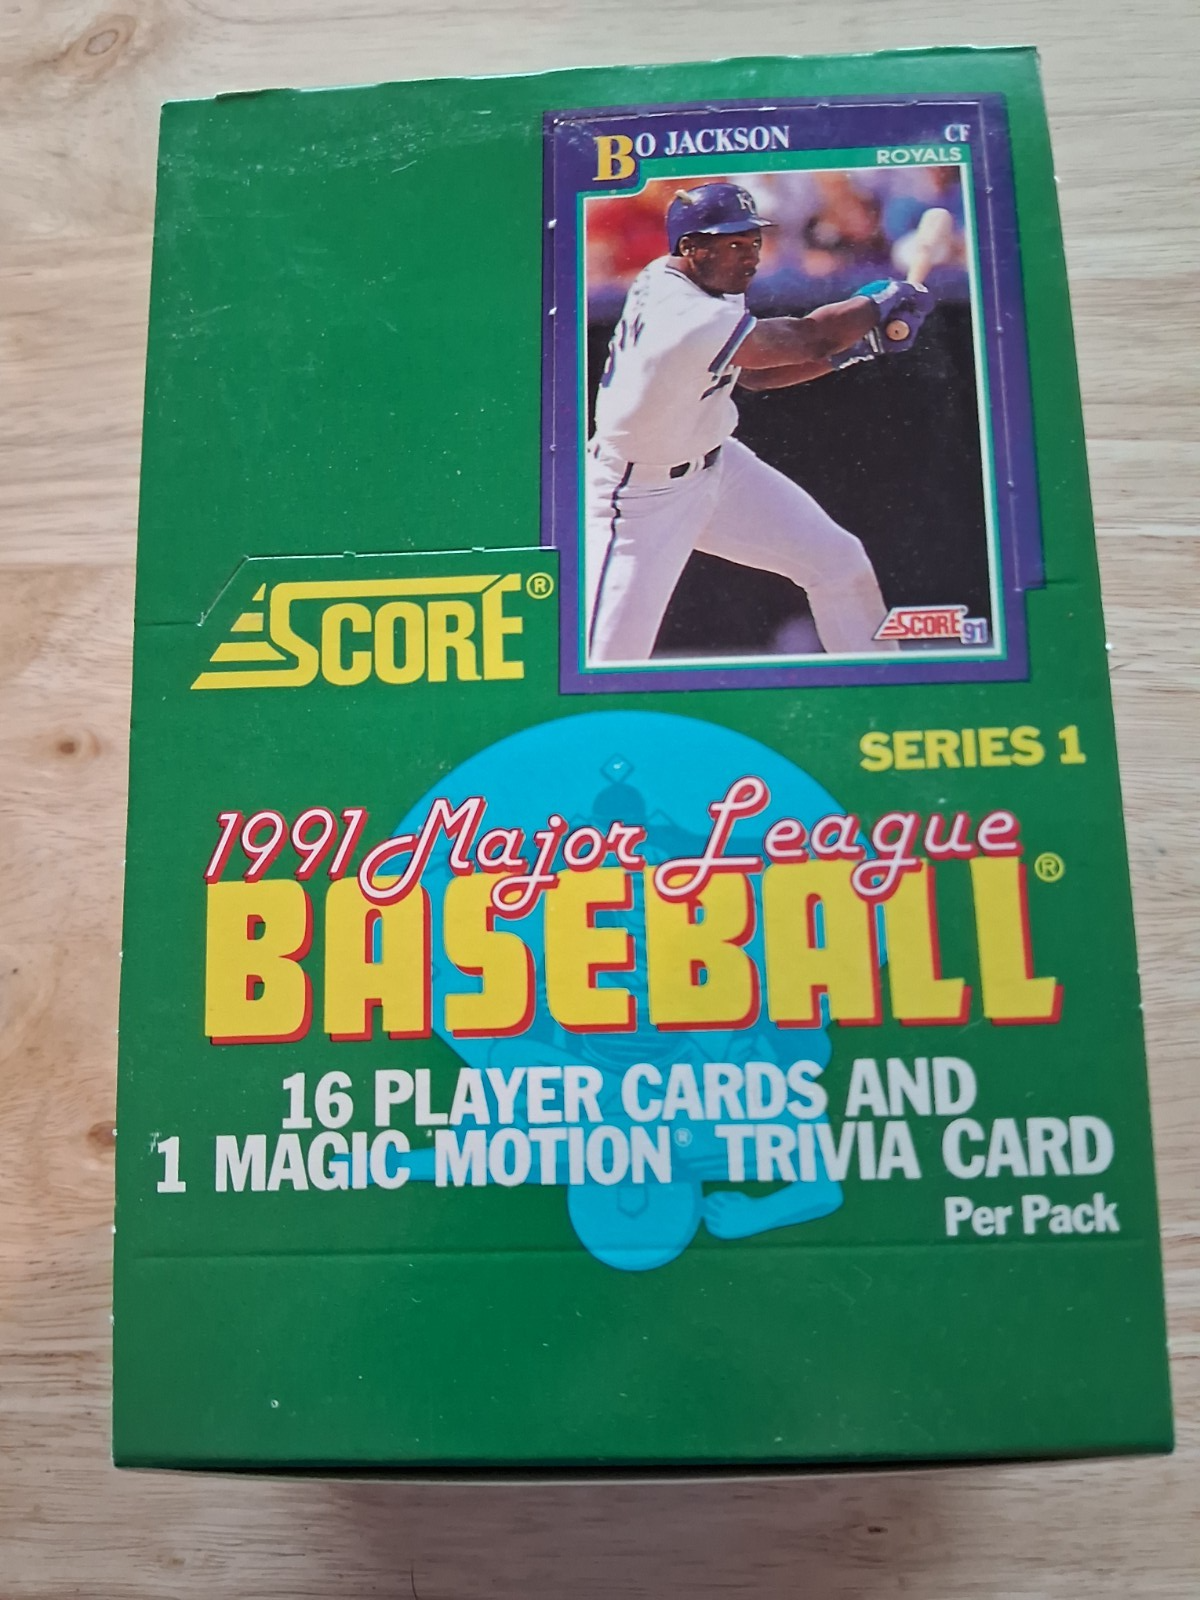 BO JACKSON
CF
ROYALS
SCORE 91
SCORE®
SERIES 1
1991 Major League
BASEBALL®
16 PLAYER CARDS AND
1 MAGIC MOTION® TRIVIA CARD
Per Pack